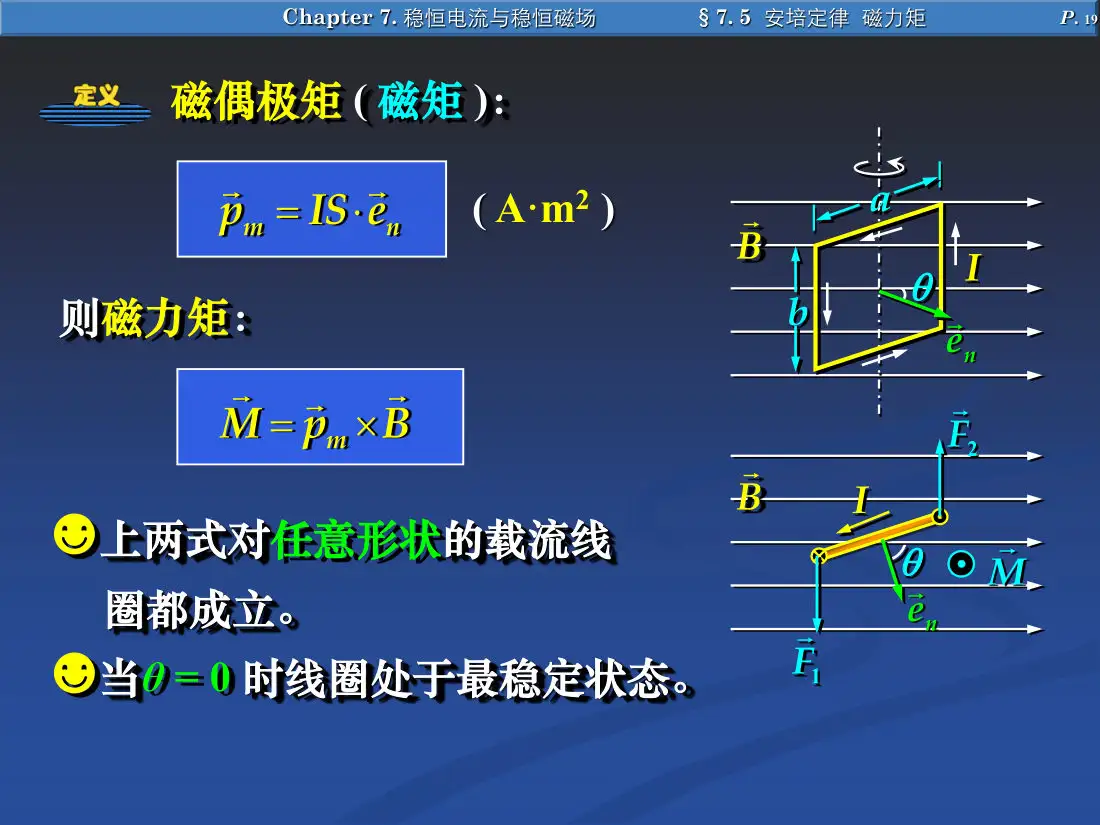 Chapter 7. 稳恒电流与稳恒磁场 § 7. 5 安培定律 磁力矩 P. 19
定义 磁偶极矩 ( 磁矩 ):
p⃗m = IS · e⃗n ( A·m² )
则磁力矩:
M⃗ = p⃗m × B⃗
上两式对任意形状的载流线
圈都成立。
当θ = 0 时线圈处于最稳定状态。
a
B⃗
I
b
θ
e⃗n
F⃗2
B⃗
I
θ
M⃗
e⃗n
F⃗1